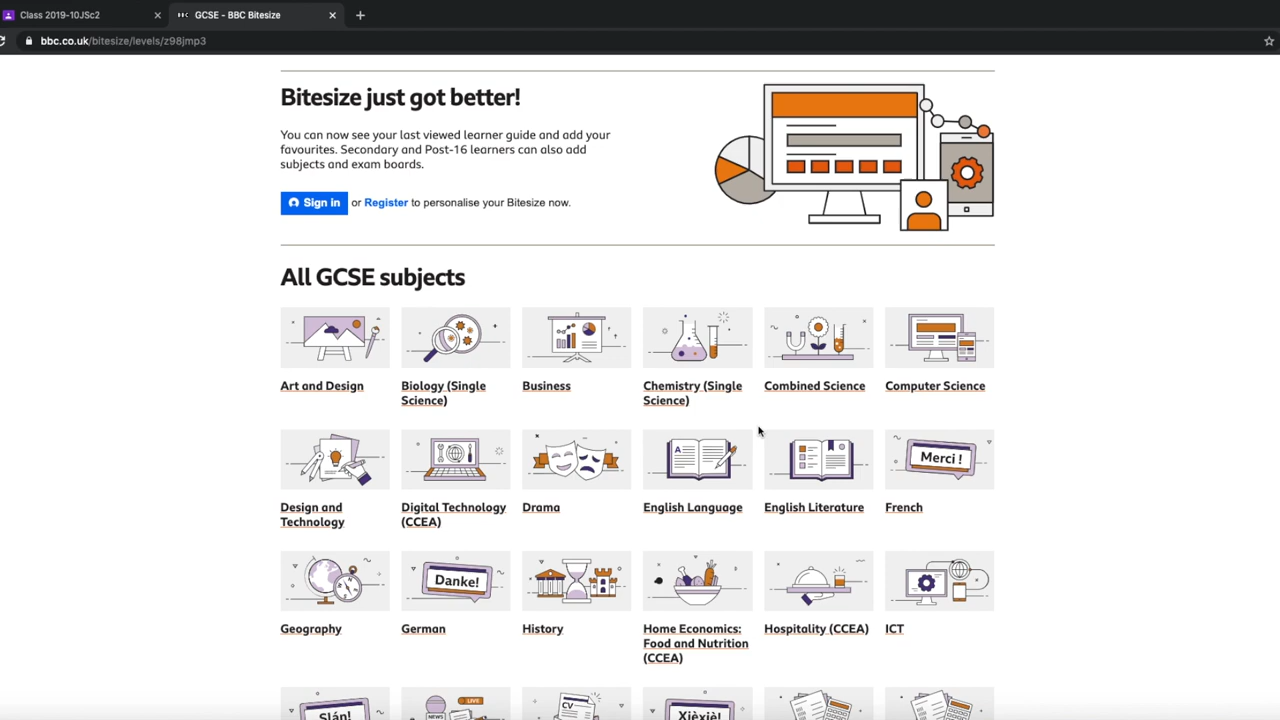 Class 2019-10JSc2
GCSE - BBC Bitesize
bbc.co.uk/bitesize/levels/z98jmp3
Bitesize just got better!
You can now see your last viewed learner guide and add your
favourites. Secondary and Post-16 learners can also add
subjects and exam boards.
Sign in or Register to personalise your Bitesize now.
All GCSE subjects
Art and Design
Biology (Single
Science)
Business
Chemistry (Single
Science)
Combined Science
Computer Science
A
Merci !
Design and
Technology
Digital Technology
(CCEA)
Drama
English Language
English Literature
French
Danke!
Geography
German
History
Home Economics:
Food and Nutrition
(CCEA)
Hospitality (CCEA)
ICT
Slán!
NEWS
LIVE
CV
Xièxiè!